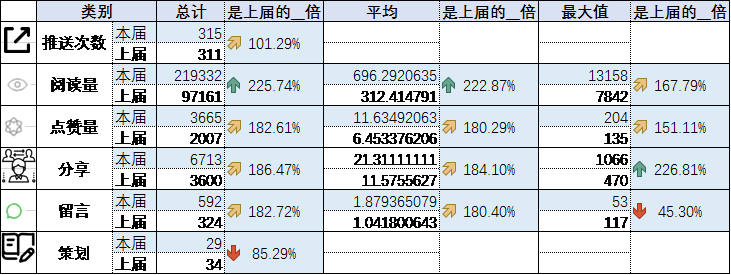 类别 总计 是上届的__倍 平均 是上届的__倍 最大值 是上届的__倍
推送次数 本届 315 101.29%
上届 311
阅读量 本届 219332 225.74% 696.2920635 222.87% 13158 167.79%
上届 97161 312.414791 7842
点赞量 本届 3665 182.61% 11.63492063 180.29% 204 151.11%
上届 2007 6.453376206 135
分享 本届 6713 186.47% 21.31111111 184.10% 1066 226.81%
上届 3600 11.5755627 470
留言 本届 592 182.72% 1.879365079 180.40% 53 45.30%
上届 324 1.041800643 117
策划 本届 29 85.29%
上届 34